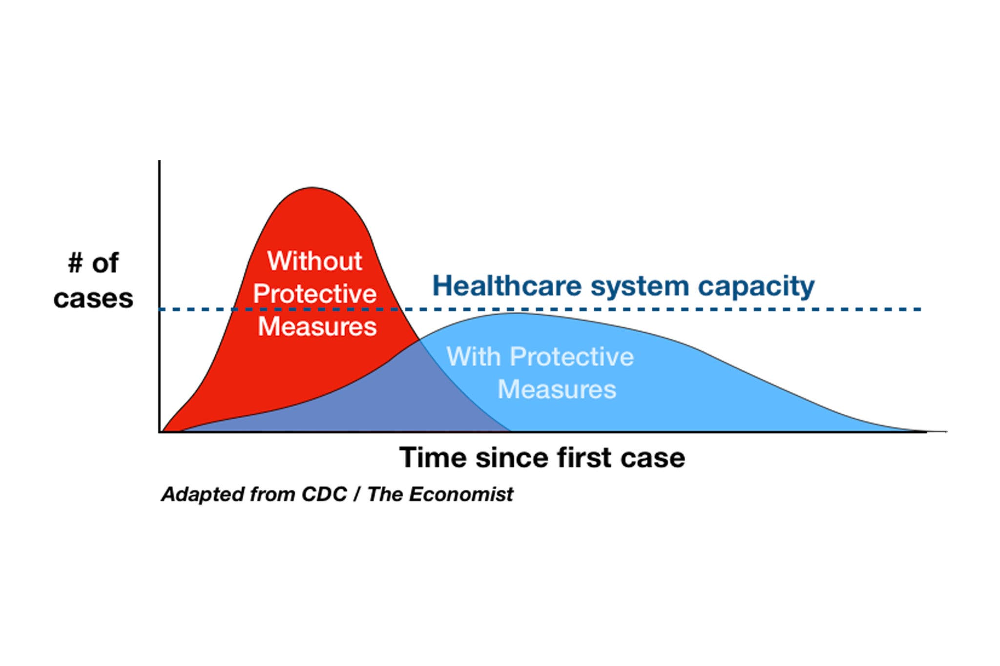 # of
cases
Without
Protective
Measures
Healthcare system capacity
With Protective
Measures
Time since first case
Adapted from CDC / The Economist